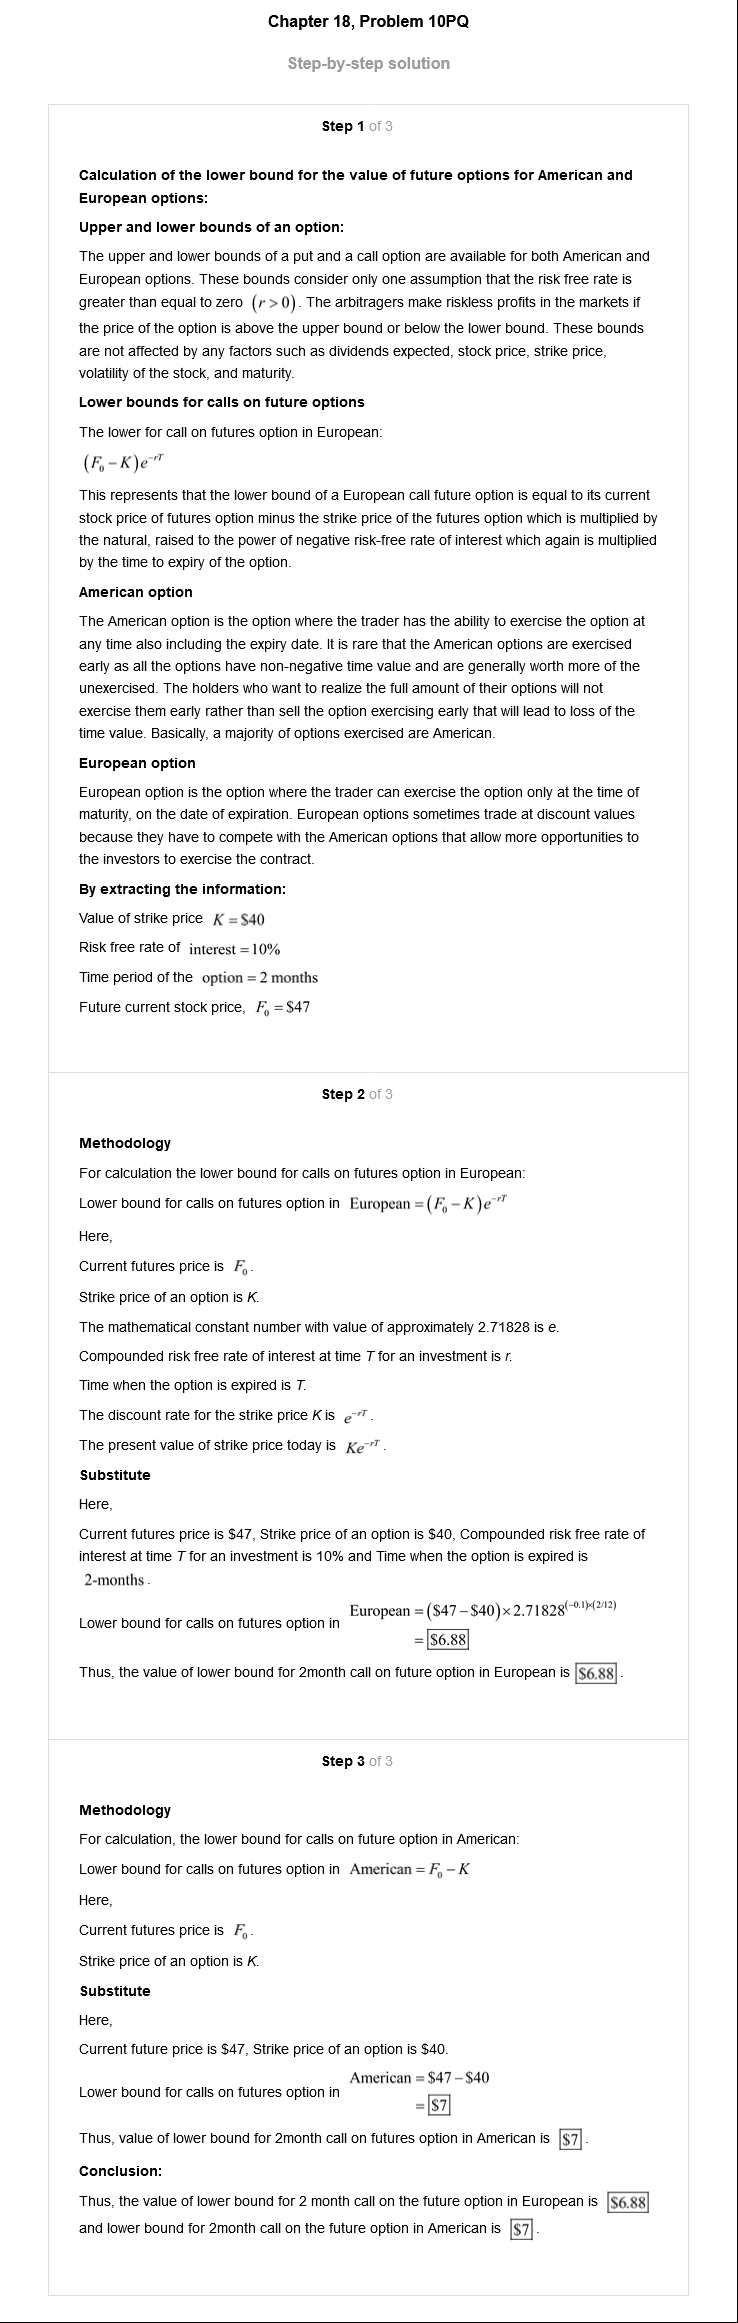 Chapter 18, Problem 10PQ
Step-by-step solution
Step 1 of 3
Calculation of the lower bound for the value of future options for American and
European options:
Upper and lower bounds of an option:
The upper and lower bounds of a put and a call option are available for both American and
European options. These bounds consider only one assumption that the risk free rate is
greater than equal to zero (r > 0). The arbitragers make riskless profits in the markets if
the price of the option is above the upper bound or below the lower bound. These bounds
are not affected by any factors such as dividends expected, stock price, strike price,
volatility of the stock, and maturity.
Lower bounds for calls on future options
The lower for call on futures option in European:
(F₀ − K)e^{−rT}
This represents that the lower bound of a European call future option is equal to its current
stock price of futures option minus the strike price of the futures option which is multiplied by
the natural, raised to the power of negative risk-free rate of interest which again is multiplied
by the time to expiry of the option.
American option
The American option is the option where the trader has the ability to exercise the option at
any time also including the expiry date. It is rare that the American options are exercised
early as all the options have non-negative time value and are generally worth more of the
unexercised. The holders who want to realize the full amount of their options will not
exercise them early rather than sell the option exercising early that will lead to loss of the
time value. Basically, a majority of options exercised are American.
European option
European option is the option where the trader can exercise the option only at the time of
maturity, on the date of expiration. European options sometimes trade at discount values
because they have to compete with the American options that allow more opportunities to
the investors to exercise the contract.
By extracting the information:
Value of strike price K = $40
Risk free rate of interest = 10%
Time period of the option = 2 months
Future current stock price, F₀ = $47
Step 2 of 3
Methodology
For calculation the lower bound for calls on futures option in European:
Lower bound for calls on futures option in European = (F₀ − K)e^{−rT}
Here,
Current futures price is F₀.
Strike price of an option is K.
The mathematical constant number with value of approximately 2.71828 is e.
Compounded risk free rate of interest at time T for an investment is r.
Time when the option is expired is T.
The discount rate for the strike price K is e^{−rT}.
The present value of strike price today is Ke^{−rT}.
Substitute
Here,
Current futures price is $47, Strike price of an option is $40, Compounded risk free rate of
interest at time T for an investment is 10% and Time when the option is expired is
2-months.
Lower bound for calls on futures option in European = ($47 − $40) × 2.71828^{(−0.1)×(2/12)}
= $6.88
Thus, the value of lower bound for 2month call on future option in European is $6.88.
Step 3 of 3
Methodology
For calculation, the lower bound for calls on future option in American:
Lower bound for calls on futures option in American = F₀ − K
Here,
Current futures price is F₀.
Strike price of an option is K.
Substitute
Here,
Current future price is $47, Strike price of an option is $40.
Lower bound for calls on futures option in American = $47 − $40
= $7
Thus, value of lower bound for 2month call on futures option in American is $7.
Conclusion:
Thus, the value of lower bound for 2 month call on the future option in European is $6.88
and lower bound for 2month call on the future option in American is $7.